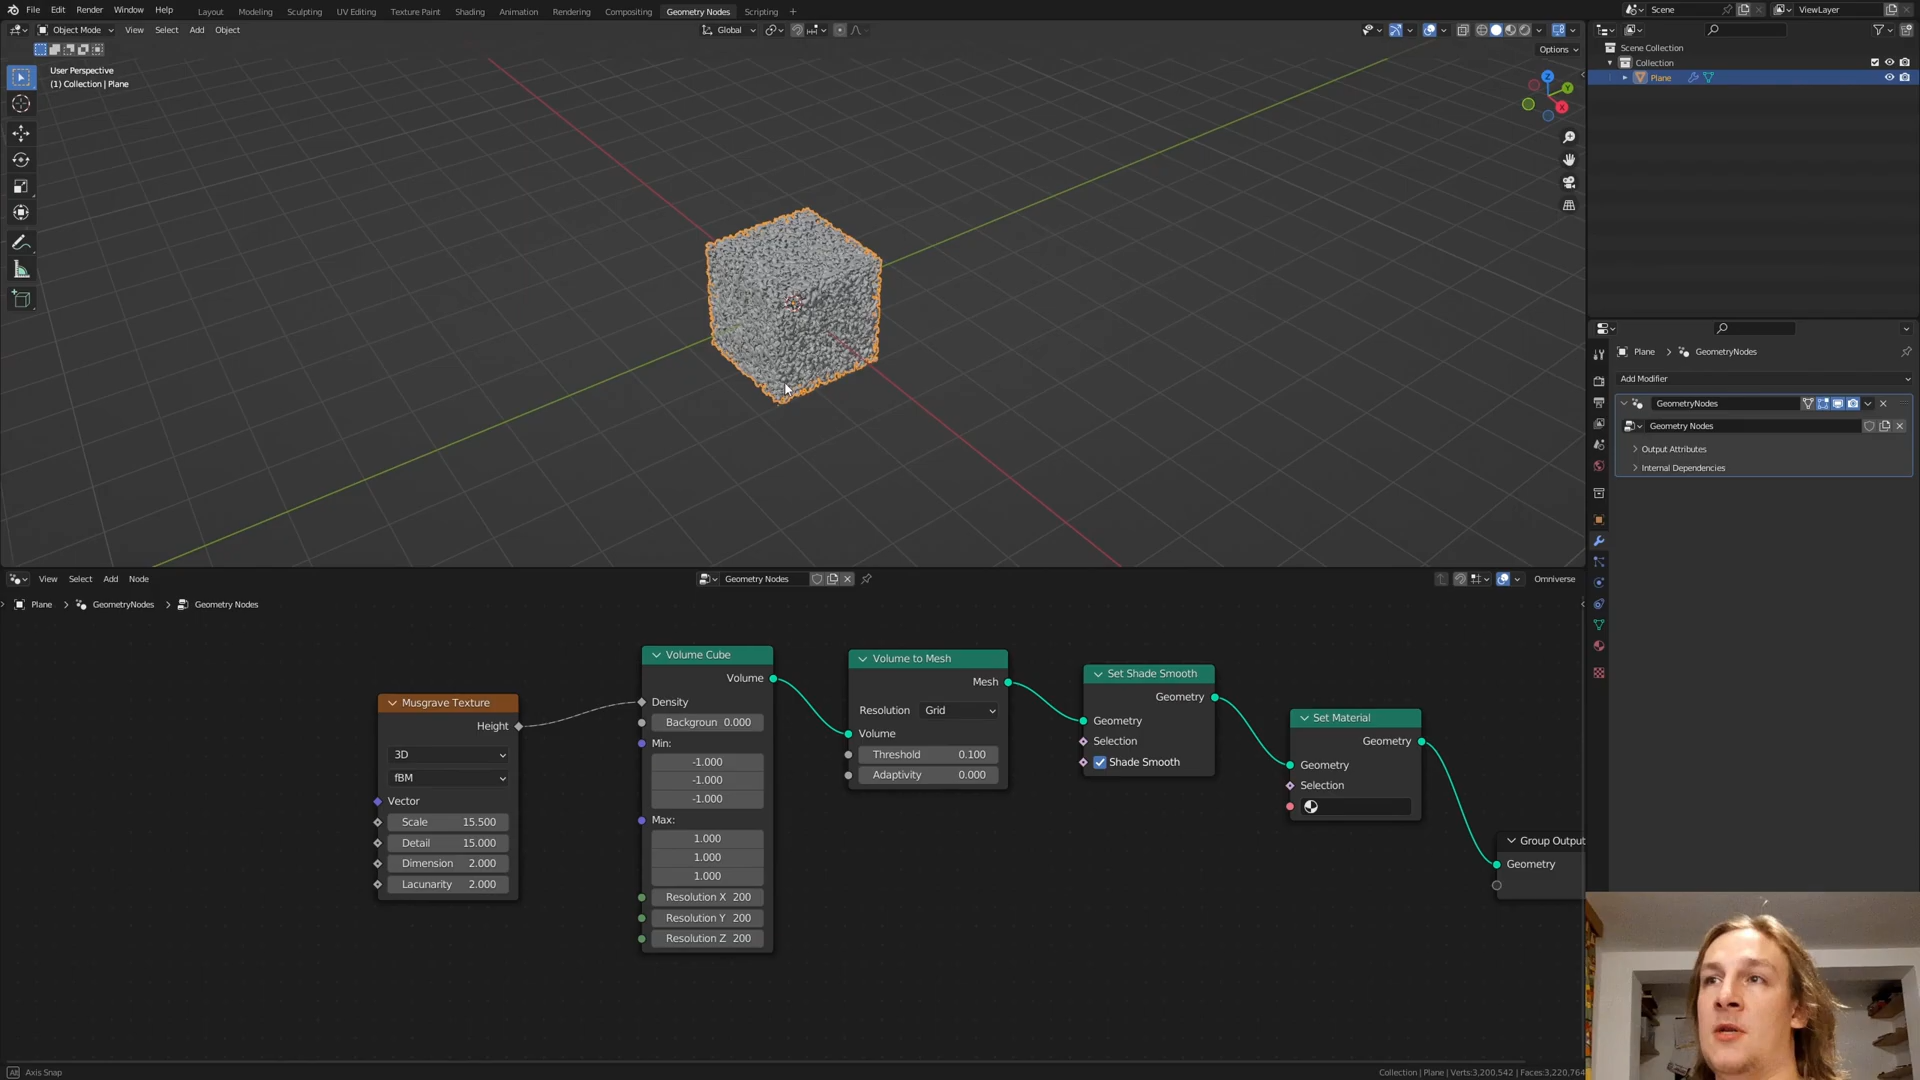 File Edit Render Window Help Layout Modeling Sculpting UV Editing Texture Paint Shading Animation Rendering Compositing Geometry Nodes Scripting + Scene ViewLayer
Object Mode View Select Add Object Global
Options
User Perspective
(1) Collection | Plane
Scene Collection
Collection
Plane
Z
Y
X
Plane > GeometryNodes
Add Modifier
GeometryNodes
Geometry Nodes
Output Attributes
Internal Dependencies
View Select Add Node Geometry Nodes Omniverse
Plane > GeometryNodes > Geometry Nodes
Musgrave Texture
Height
3D
fBM
Vector
Scale 15.500
Detail 15.000
Dimension 2.000
Lacunarity 2.000
Volume Cube
Volume
Density
Backgroun 0.000
Min:
-1.000
-1.000
-1.000
Max:
1.000
1.000
1.000
Resolution X 200
Resolution Y 200
Resolution Z 200
Volume to Mesh
Mesh
Resolution Grid
Volume
Threshold 0.100
Adaptivity 0.000
Set Shade Smooth
Geometry
Geometry
Selection
Shade Smooth
Set Material
Geometry
Geometry
Selection
Group Output
Geometry
Alt Axis Snap
Collection | Plane | Verts:3,200,542 | Faces:3,220,764